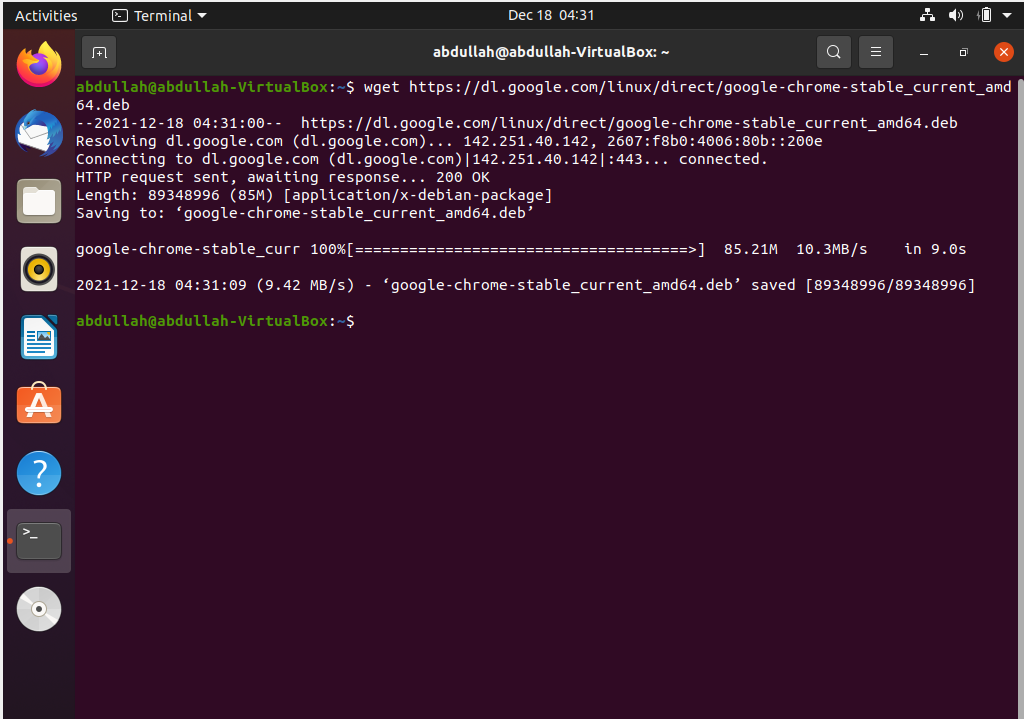 Activities Terminal Dec 18 04:31
abdullah@abdullah-VirtualBox: ~
abdullah@abdullah-VirtualBox:~$ wget https://dl.google.com/linux/direct/google-chrome-stable_current_amd
64.deb
--2021-12-18 04:31:00--  https://dl.google.com/linux/direct/google-chrome-stable_current_amd64.deb
Resolving dl.google.com (dl.google.com)... 142.251.40.142, 2607:f8b0:4006:80b::200e
Connecting to dl.google.com (dl.google.com)|142.251.40.142|:443... connected.
HTTP request sent, awaiting response... 200 OK
Length: 89348996 (85M) [application/x-debian-package]
Saving to: ‘google-chrome-stable_current_amd64.deb’
google-chrome-stable_curr 100%[=====================================>]  85.21M  10.3MB/s    in 9.0s
2021-12-18 04:31:09 (9.42 MB/s) - ‘google-chrome-stable_current_amd64.deb’ saved [89348996/89348996]
abdullah@abdullah-VirtualBox:~$